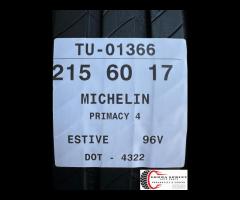 TU-01366
215 60 17
MICHELIN
PRIMACY 4
ESTIVE 96V
DOT - 4322